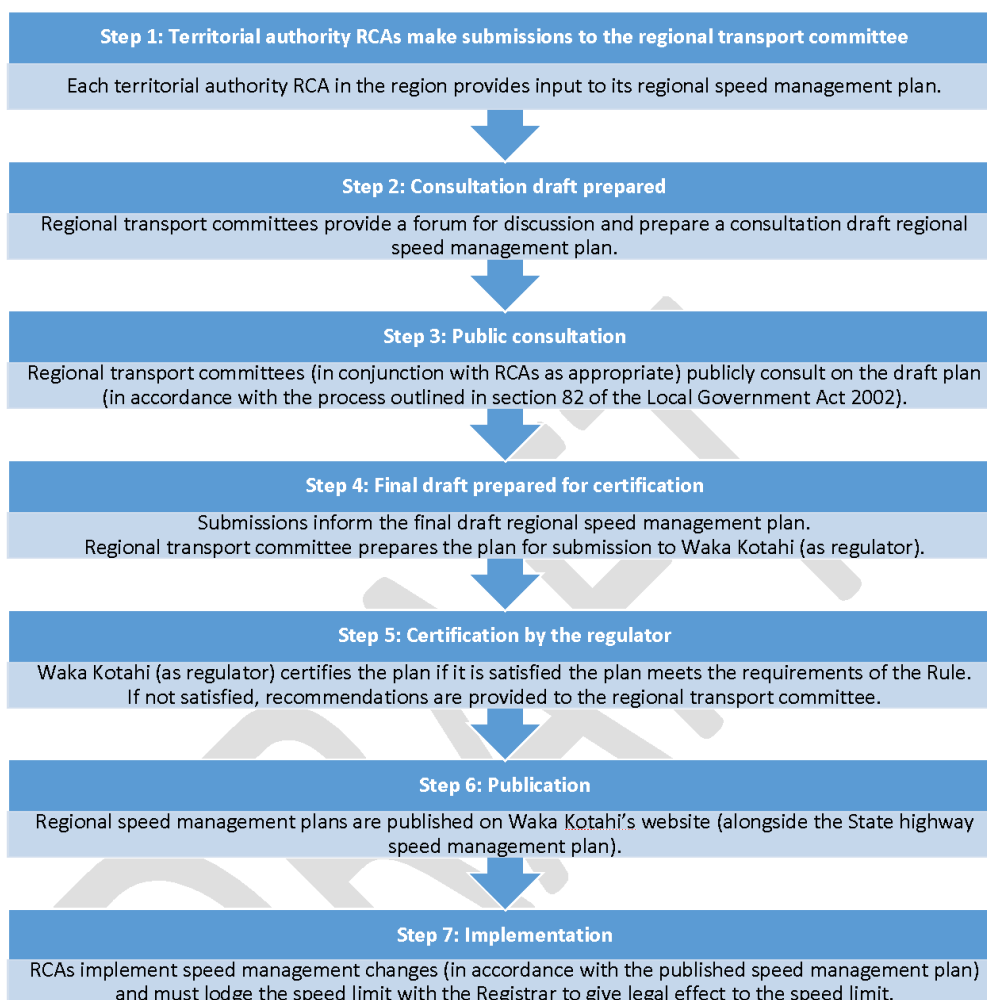 Step 1: Territorial authority RCAs make submissions to the regional transport committee
Each territorial authority RCA in the region provides input to its regional speed management plan.
Step 2: Consultation draft prepared
Regional transport committees provide a forum for discussion and prepare a consultation draft regional
speed management plan.
Step 3: Public consultation
Regional transport committees (in conjunction with RCAs as appropriate) publicly consult on the draft plan
(in accordance with the process outlined in section 82 of the Local Government Act 2002).
Step 4: Final draft prepared for certification
Submissions inform the final draft regional speed management plan.
Regional transport committee prepares the plan for submission to Waka Kotahi (as regulator).
Step 5: Certification by the regulator
Waka Kotahi (as regulator) certifies the plan if it is satisfied the plan meets the requirements of the Rule.
If not satisfied, recommendations are provided to the regional transport committee.
Step 6: Publication
Regional speed management plans are published on Waka Kotahi's website (alongside the State highway
speed management plan).
Step 7: Implementation
RCAs implement speed management changes (in accordance with the published speed management plan)
and must lodge the speed limit with the Registrar to give legal effect to the speed limit.
DRAFT